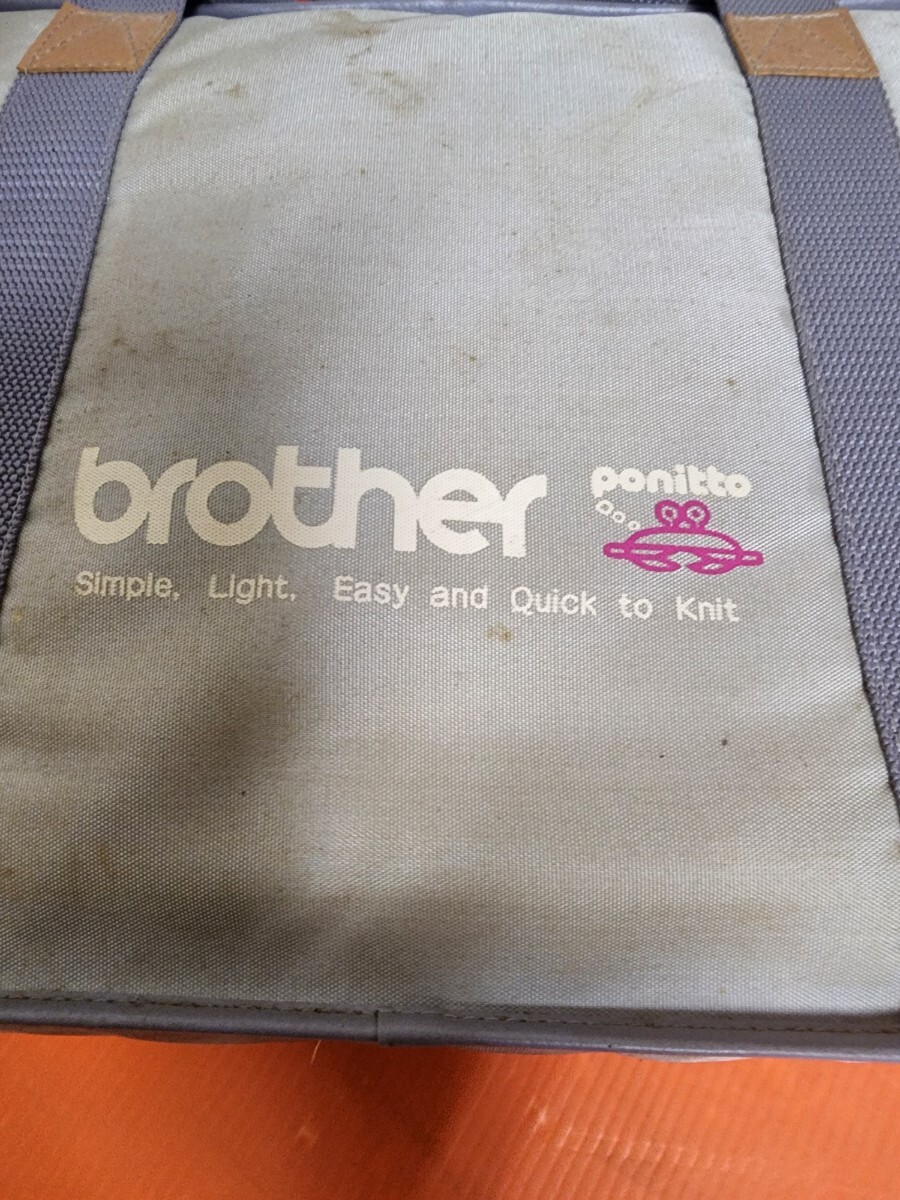 brother
ponitto
Simple, Light, Easy and Quick to Knit